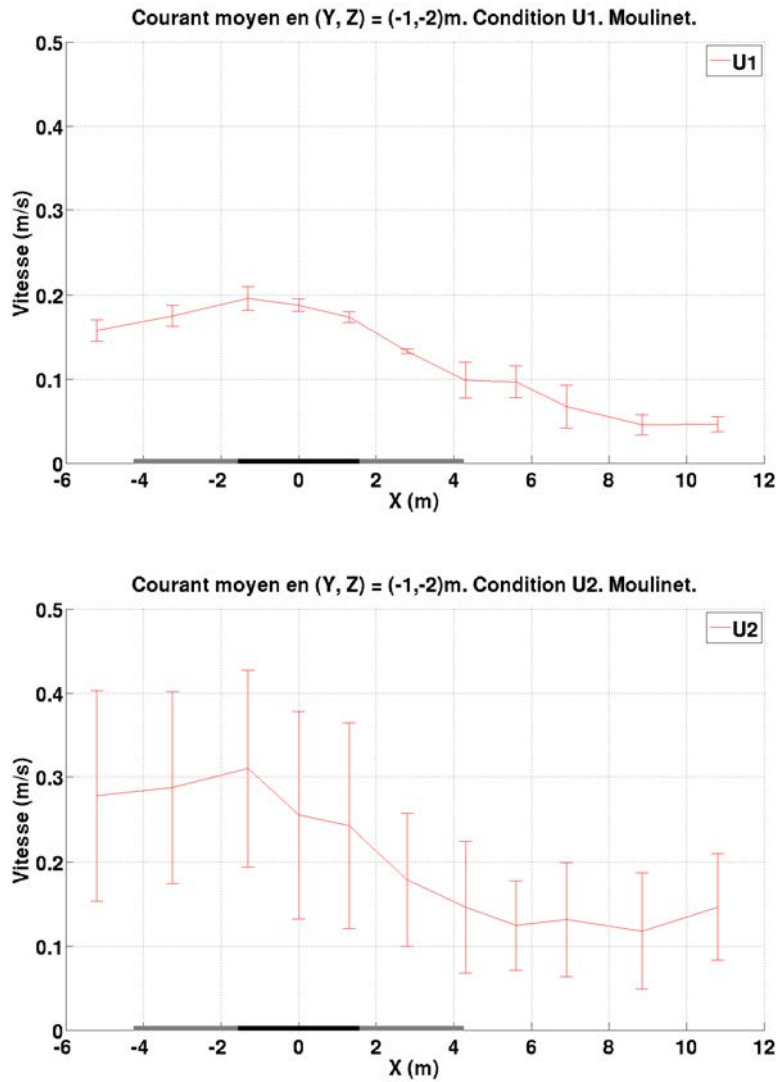 Courant moyen en (Y, Z) = (-1,-2)m. Condition U1. Moulinet.
U1
0.5
0.4
0.3
0.2
0.1
0
Vitesse (m/s)
-6 -4 -2 0 2 4 6 8 10 12
X (m)
Courant moyen en (Y, Z) = (-1,-2)m. Condition U2. Moulinet.
U2
0.5
0.4
0.3
0.2
0.1
0
Vitesse (m/s)
-6 -4 -2 0 2 4 6 8 10 12
X (m)